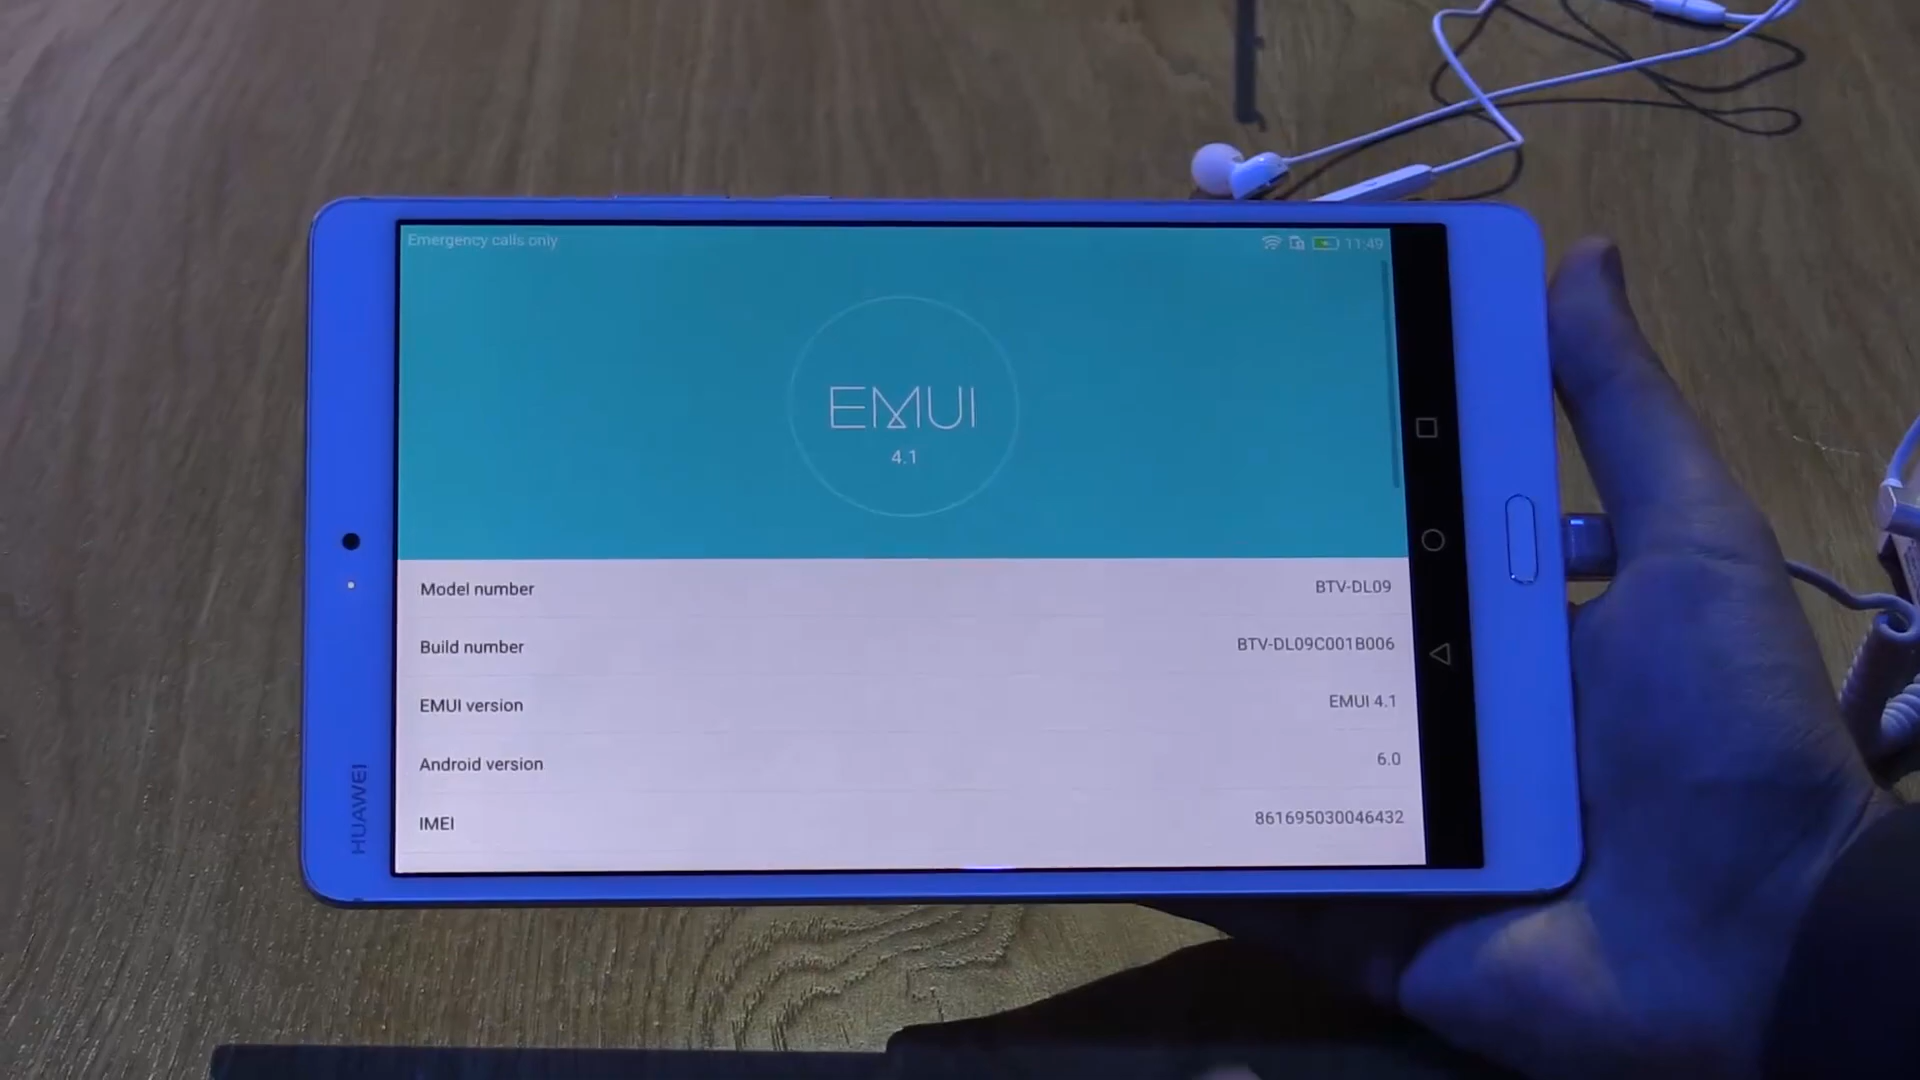 Emergency calls only
11:49
EMUI
4.1
Model number BTV-DL09
Build number BTV-DL09C001B006
EMUI version EMUI 4.1
Android version 6.0
IMEI 861695030046432
HUAWEI